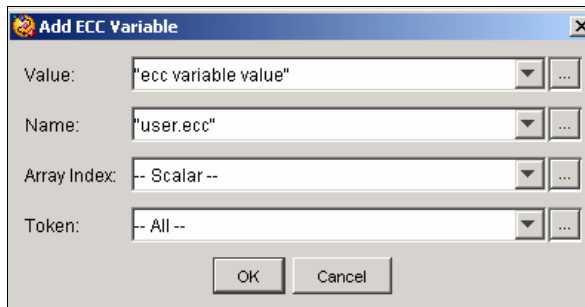 Add ECC Variable
Value: "ecc variable value" ...
Name: "user.ecc" ...
Array Index: -- Scalar -- ...
Token: -- All -- ...
OK Cancel